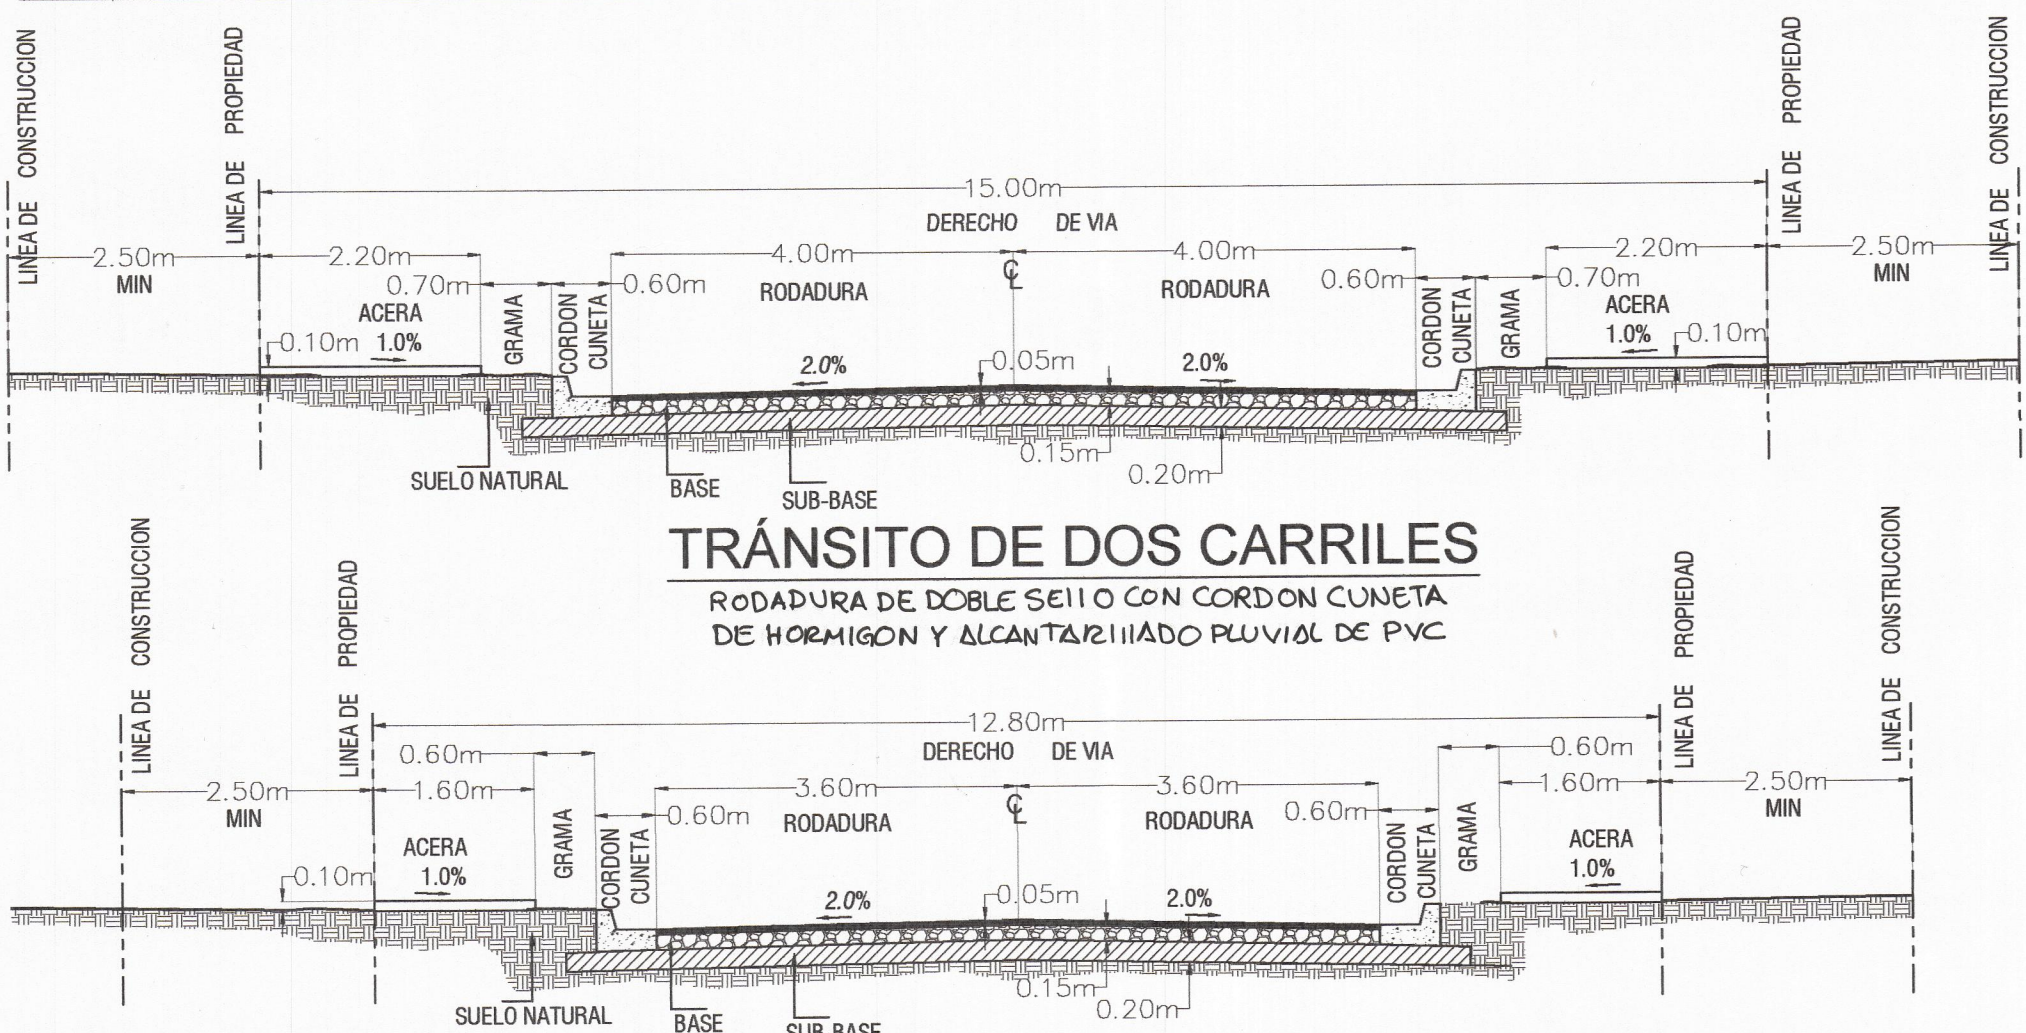 LINEA DE CONSTRUCCION
LINEA DE PROPIEDAD
LINEA DE PROPIEDAD
LINEA DE CONSTRUCCION
15.00m
DERECHO DE VIA
2.50m
MIN
2.20m
4.00m
4.00m
2.20m
2.50m
MIN
0.70m
0.60m
RODADURA
C
L
RODADURA
0.60m
0.70m
GRAMA
CORDON
CUNETA
CORDON
CUNETA
GRAMA
ACERA
1.0%
0.10m
ACERA
1.0%
0.10m
2.0%
0.05m
2.0%
0.15m
0.20m
SUELO NATURAL
BASE
SUB-BASE
TRÁNSITO DE DOS CARRILES
RODADURA DE DOBLE SELLO CON CORDON CUNETA
DE HORMIGON Y ALCANTARILLADO PLUVIAL DE PVC
LINEA DE CONSTRUCCION
LINEA DE PROPIEDAD
LINEA DE PROPIEDAD
LINEA DE CONSTRUCCION
12.80m
DERECHO DE VIA
0.60m
0.60m
2.50m
MIN
1.60m
3.60m
3.60m
1.60m
2.50m
MIN
0.60m
RODADURA
C
L
RODADURA
0.60m
GRAMA
CORDON
CUNETA
CORDON
CUNETA
GRAMA
ACERA
1.0%
0.10m
ACERA
1.0%
2.0%
0.05m
2.0%
0.15m
0.20m
SUELO NATURAL
BASE
SUB-BASE